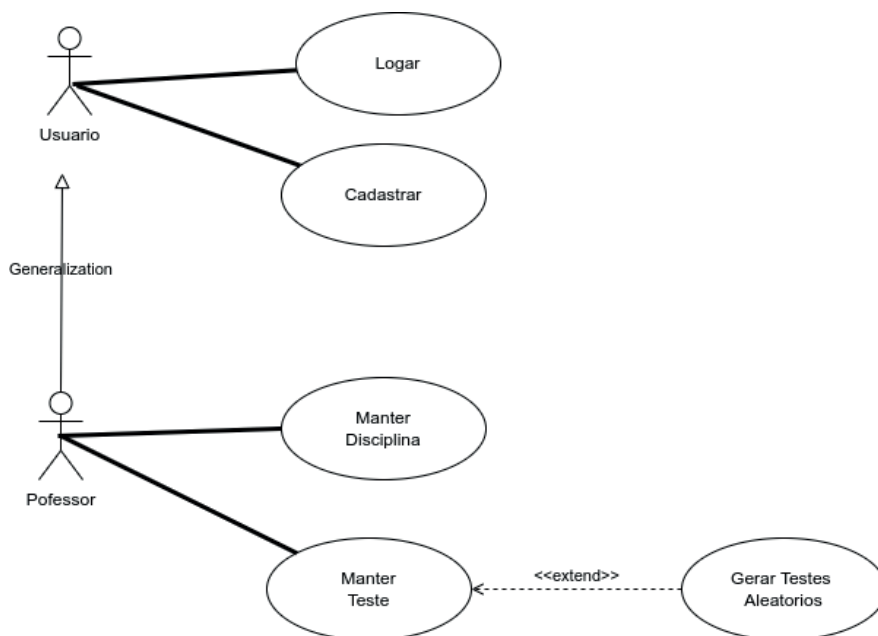 Logar
Usuario
Cadastrar
Generalization
Manter
Disciplina
Pofessor
Manter
Teste
<<extend>>
Gerar Testes
Aleatorios